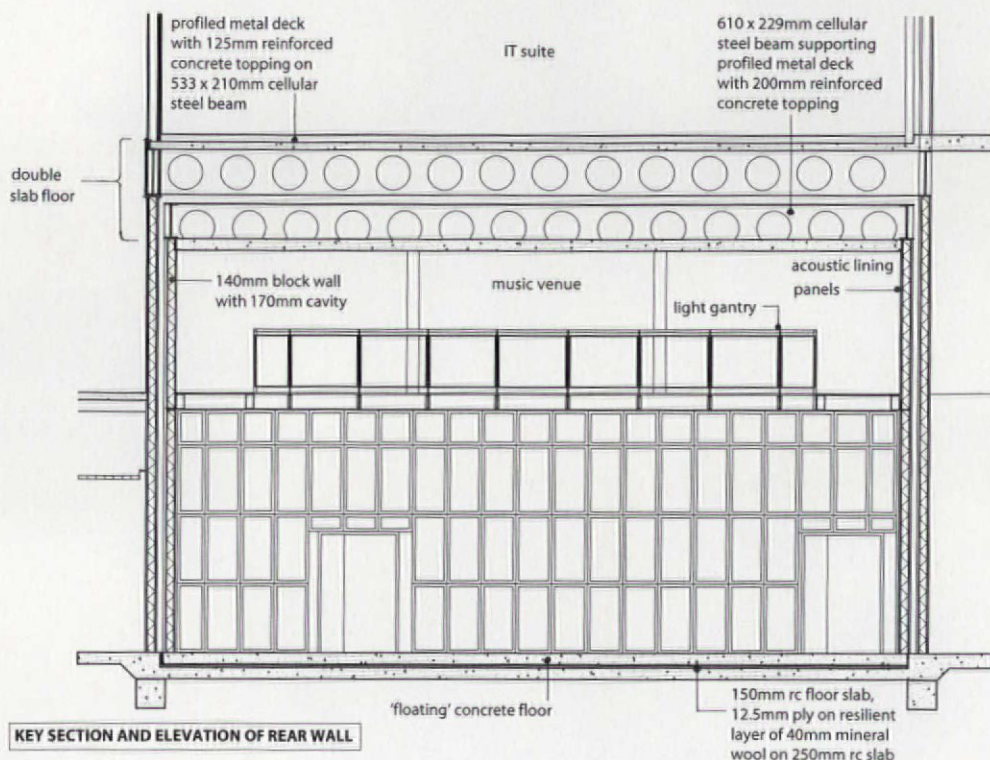 profiled metal deck
with 125mm reinforced
concrete topping on
533 x 210mm cellular
steel beam
IT suite
610 x 229mm cellular
steel beam supporting
profiled metal deck
with 200mm reinforced
concrete topping
double
slab floor
140mm block wall
with 170mm cavity
music venue
acoustic lining
panels
light gantry
'floating' concrete floor
150mm rc floor slab,
12.5mm ply on resilient
layer of 40mm mineral
wool on 250mm rc slab
KEY SECTION AND ELEVATION OF REAR WALL